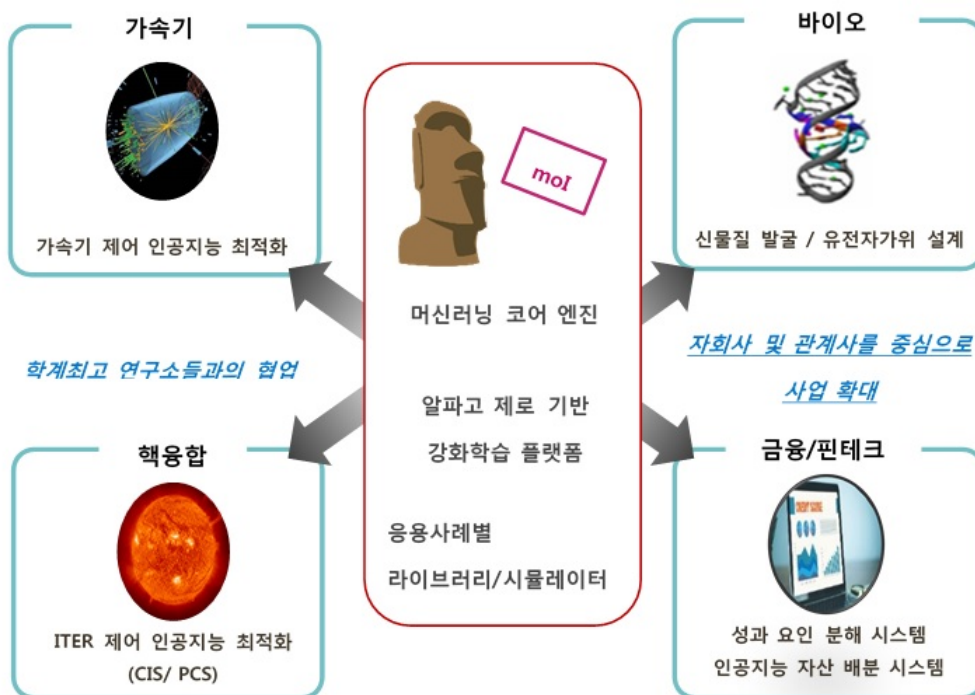 가속기
가속기 제어 인공지능 최적화
바이오
신물질 발굴 / 유전자가위 설계
moI
머신러닝 코어 엔진
알파고 제로 기반
강화학습 플랫폼
응용사례별
라이브러리/시뮬레이터
학계최고 연구소들과의 협업
자회사 및 관계사를 중심으로
사업 확대
핵융합
ITER 제어 인공지능 최적화
(CIS/ PCS)
금융/핀테크
성과 요인 분해 시스템
인공지능 자산 배분 시스템